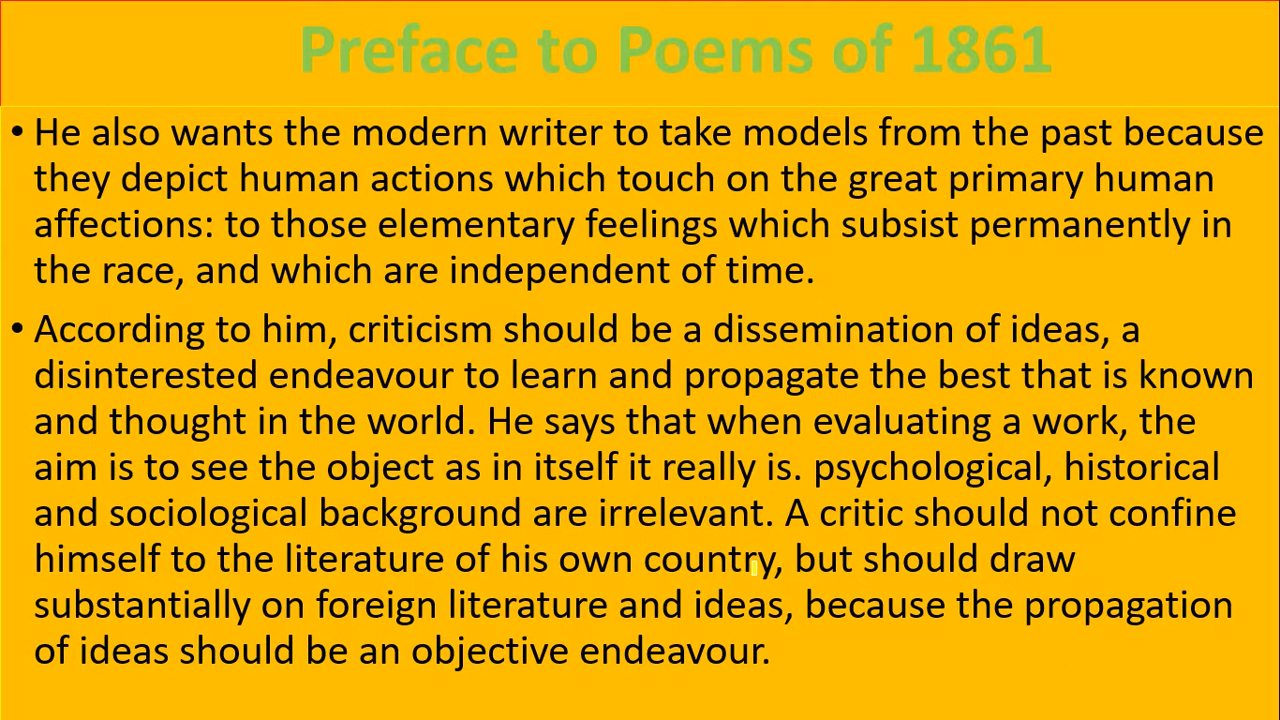 Preface to Poems of 1861
• He also wants the modern writer to take models from the past because
they depict human actions which touch on the great primary human
affections: to those elementary feelings which subsist permanently in
the race, and which are independent of time.
• According to him, criticism should be a dissemination of ideas, a
disinterested endeavour to learn and propagate the best that is known
and thought in the world. He says that when evaluating a work, the
aim is to see the object as in itself it really is. psychological, historical
and sociological background are irrelevant. A critic should not confine
himself to the literature of his own country, but should draw
substantially on foreign literature and ideas, because the propagation
of ideas should be an objective endeavour.